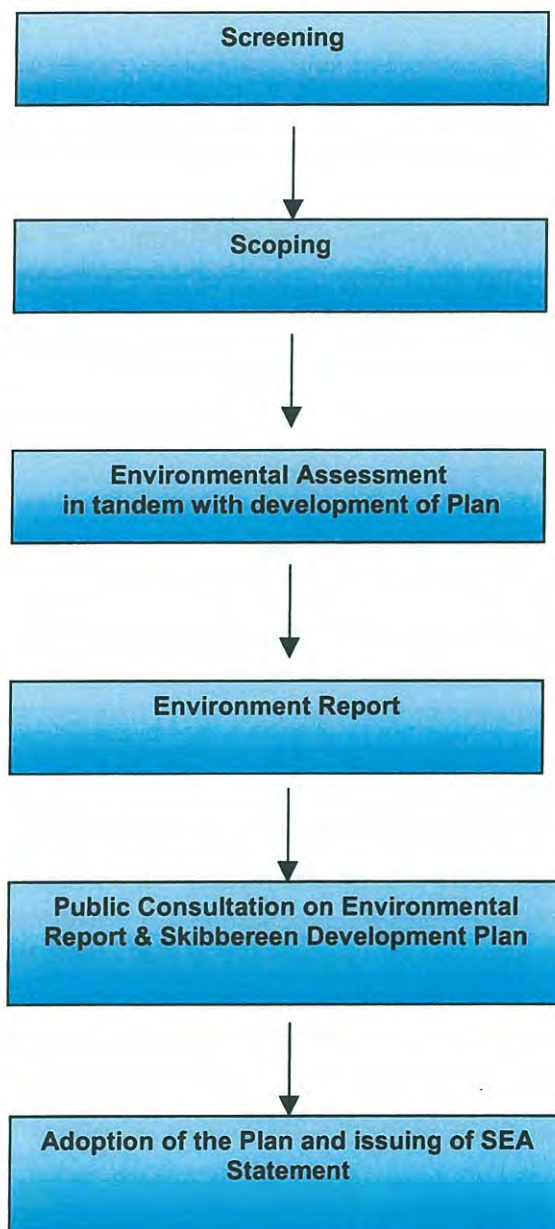 Screening
Scoping
Environmental Assessment
in tandem with development of Plan
Environment Report
Public Consultation on Environmental
Report & Skibbereen Development Plan
Adoption of the Plan and issuing of SEA
Statement